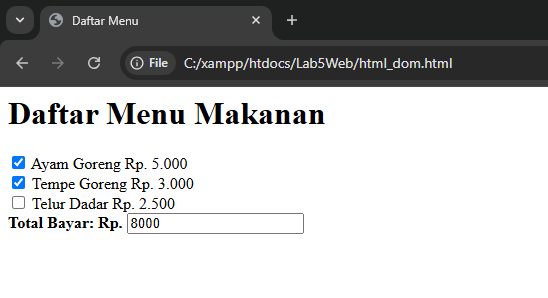 Daftar Menu
File C:/xampp/htdocs/Lab5Web/html_dom.html
Daftar Menu Makanan
Ayam Goreng Rp. 5.000
Tempe Goreng Rp. 3.000
Telur Dadar Rp. 2.500
Total Bayar: Rp. 8000